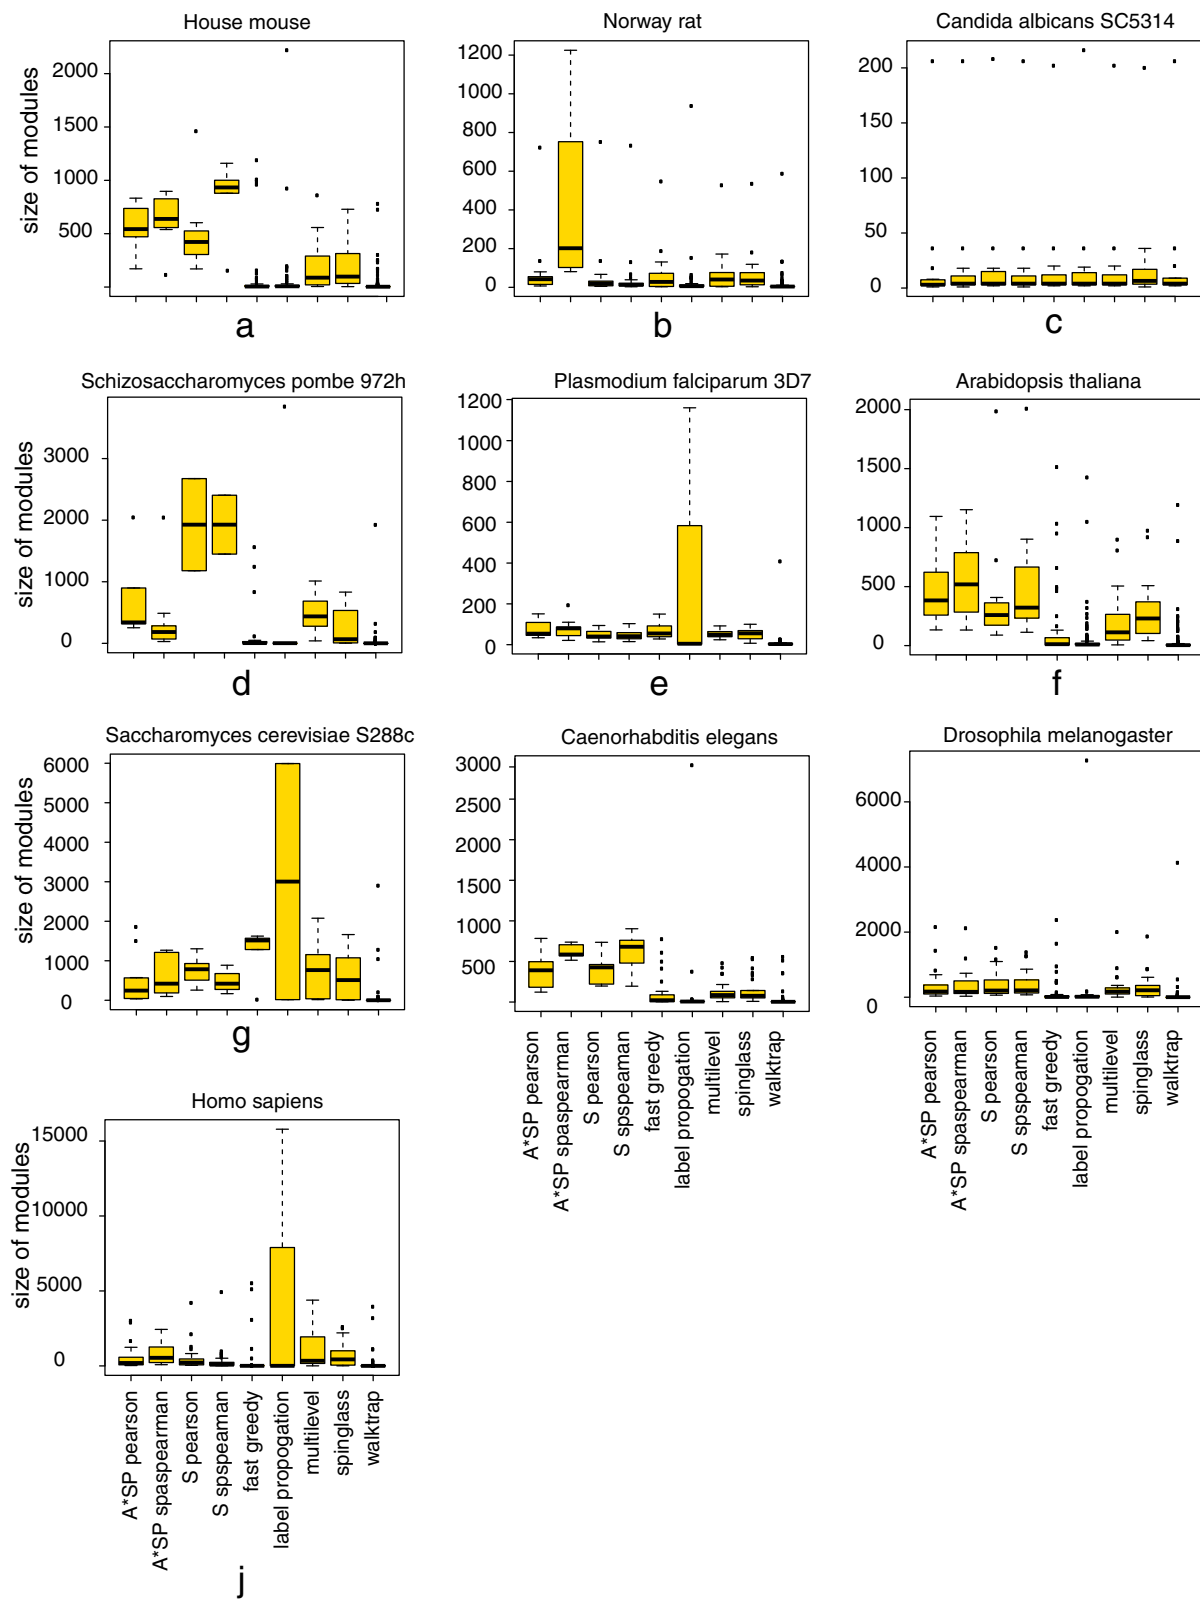 House mouse
size of modules
2000
1500
1000
500
a
Norway rat
1200
1000
800
600
400
200
0
b
Candida albicans SC5314
200
150
100
50
0
c
Schizosaccharomyces pombe 972h
size of modules
3000
2000
1000
0
d
Plasmodium falciparum 3D7
1200
1000
800
600
400
200
0
e
Arabidopsis thaliana
2000
1500
1000
500
0
f
Saccharomyces cerevisiae S288c
size of modules
6000
5000
4000
3000
2000
1000
0
g
Caenorhabditis elegans
3000
2500
2000
1500
1000
500
A*SP pearson
A*SP spaspearman
S pearson
S spspeaman
fast greedy
label propogation
multilevel
spinglass
walktrap
Drosophila melanogaster
6000
4000
2000
0
A*SP pearson
A*SP spaspearman
S pearson
S spspeaman
fast greedy
label propogation
multilevel
spinglass
walktrap
Homo sapiens
size of modules
15000
10000
5000
0
A*SP pearson
A*SP spaspearman
S pearson
S spspeaman
fast greedy
label propogation
multilevel
spinglass
walktrap
j